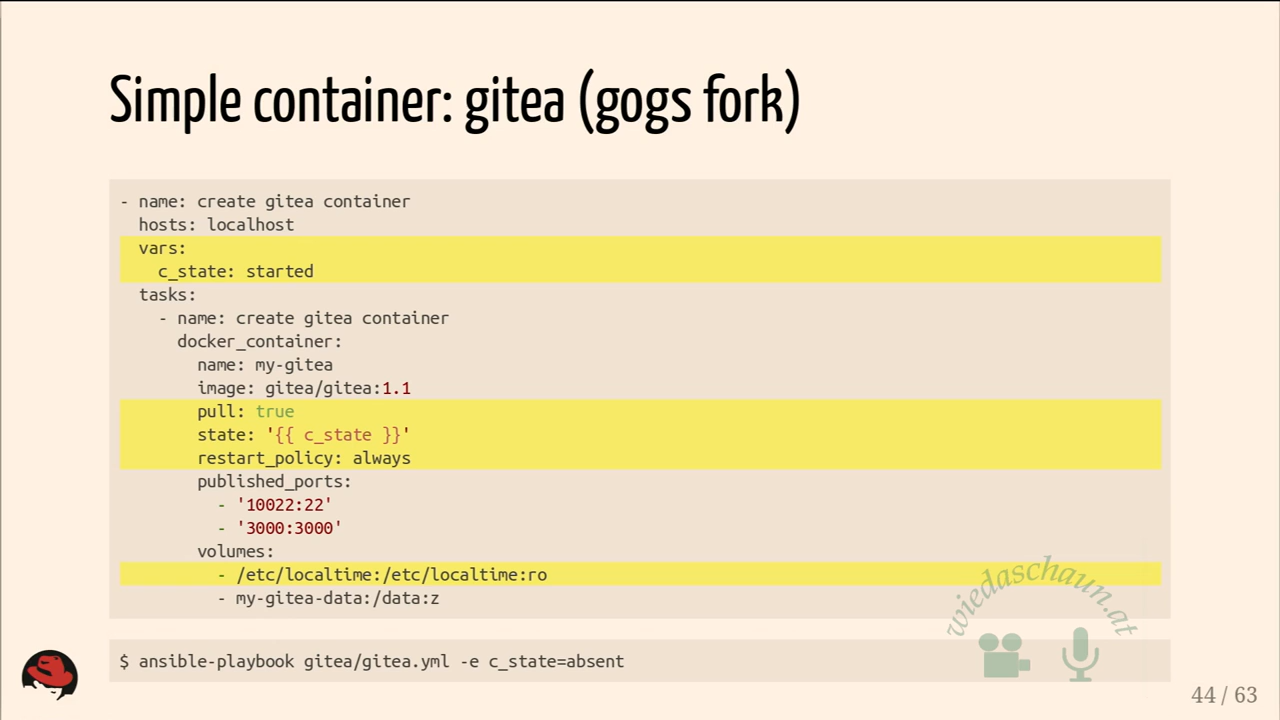 Simple container: gitea (gogs fork)
- name: create gitea container
  hosts: localhost
  vars:
    c_state: started
  tasks:
    - name: create gitea container
      docker_container:
        name: my-gitea
        image: gitea/gitea:1.1
        pull: true
        state: '{{ c_state }}'
        restart_policy: always
        published_ports:
          - '10022:22'
          - '3000:3000'
        volumes:
          - /etc/localtime:/etc/localtime:ro
          - my-gitea-data:/data:z
wiedaschaun.at
$ ansible-playbook gitea/gitea.yml -e c_state=absent
44 / 63